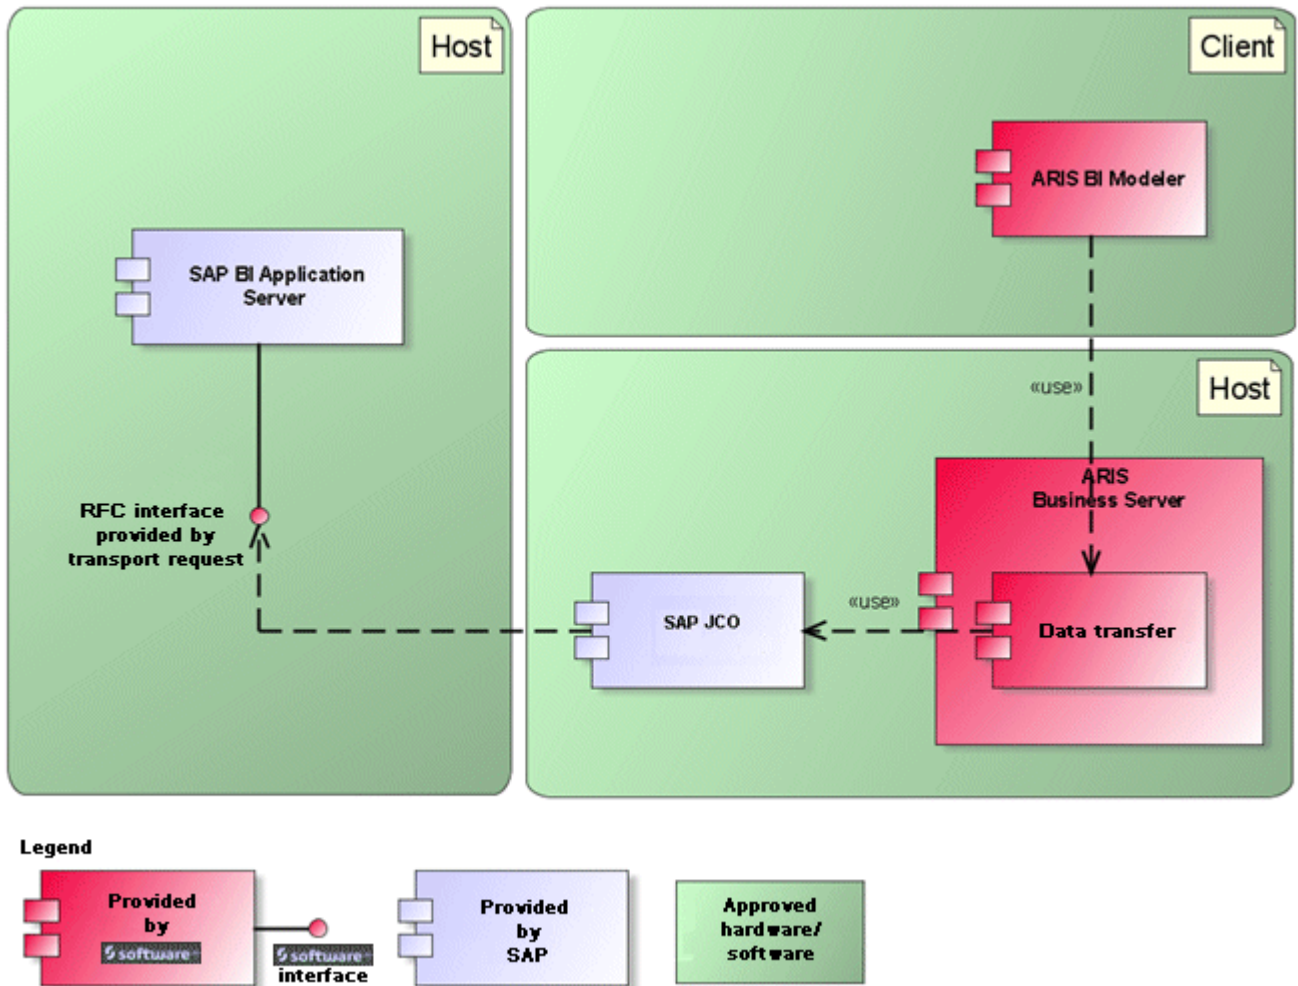 Host
Client
ARIS BI Modeler
SAP BI Application
Server
«use»
Host
ARIS
Business Server
RFC interface
provided by
transport request
SAP JCO
«use»
Data transfer
Legend
Provided
by
software
software
interface
Provided
by
SAP
Approved
hardware/
software